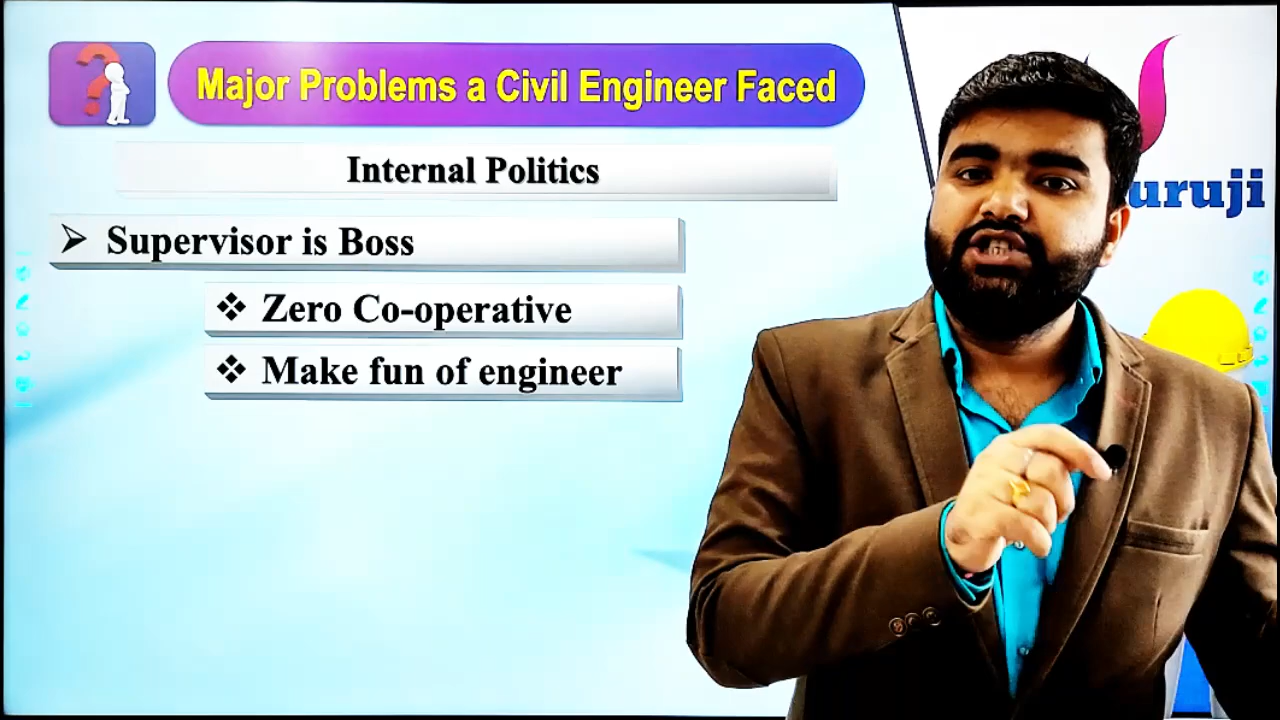 Major Problems a Civil Engineer Faced
Internal Politics
Supervisor is Boss
Zero Co-operative
Make fun of engineer
uruji